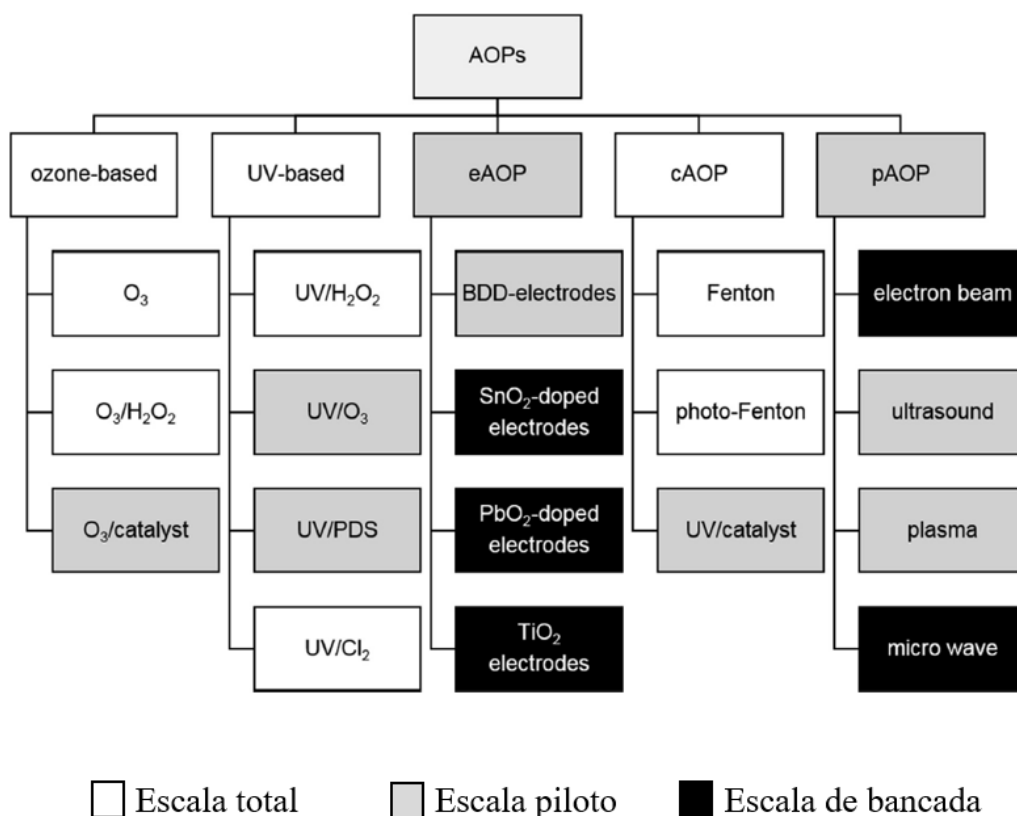 AOPs
ozone-based
UV-based
eAOP
cAOP
pAOP
O₃
UV/H₂O₂
BDD-electrodes
Fenton
electron beam
O₃/H₂O₂
UV/O₃
SnO₂-doped
electrodes
photo-Fenton
ultrasound
O₃/catalyst
UV/PDS
PbO₂-doped
electrodes
UV/catalyst
plasma
UV/Cl₂
TiO₂
electrodes
micro wave
Escala total
Escala piloto
Escala de bancada